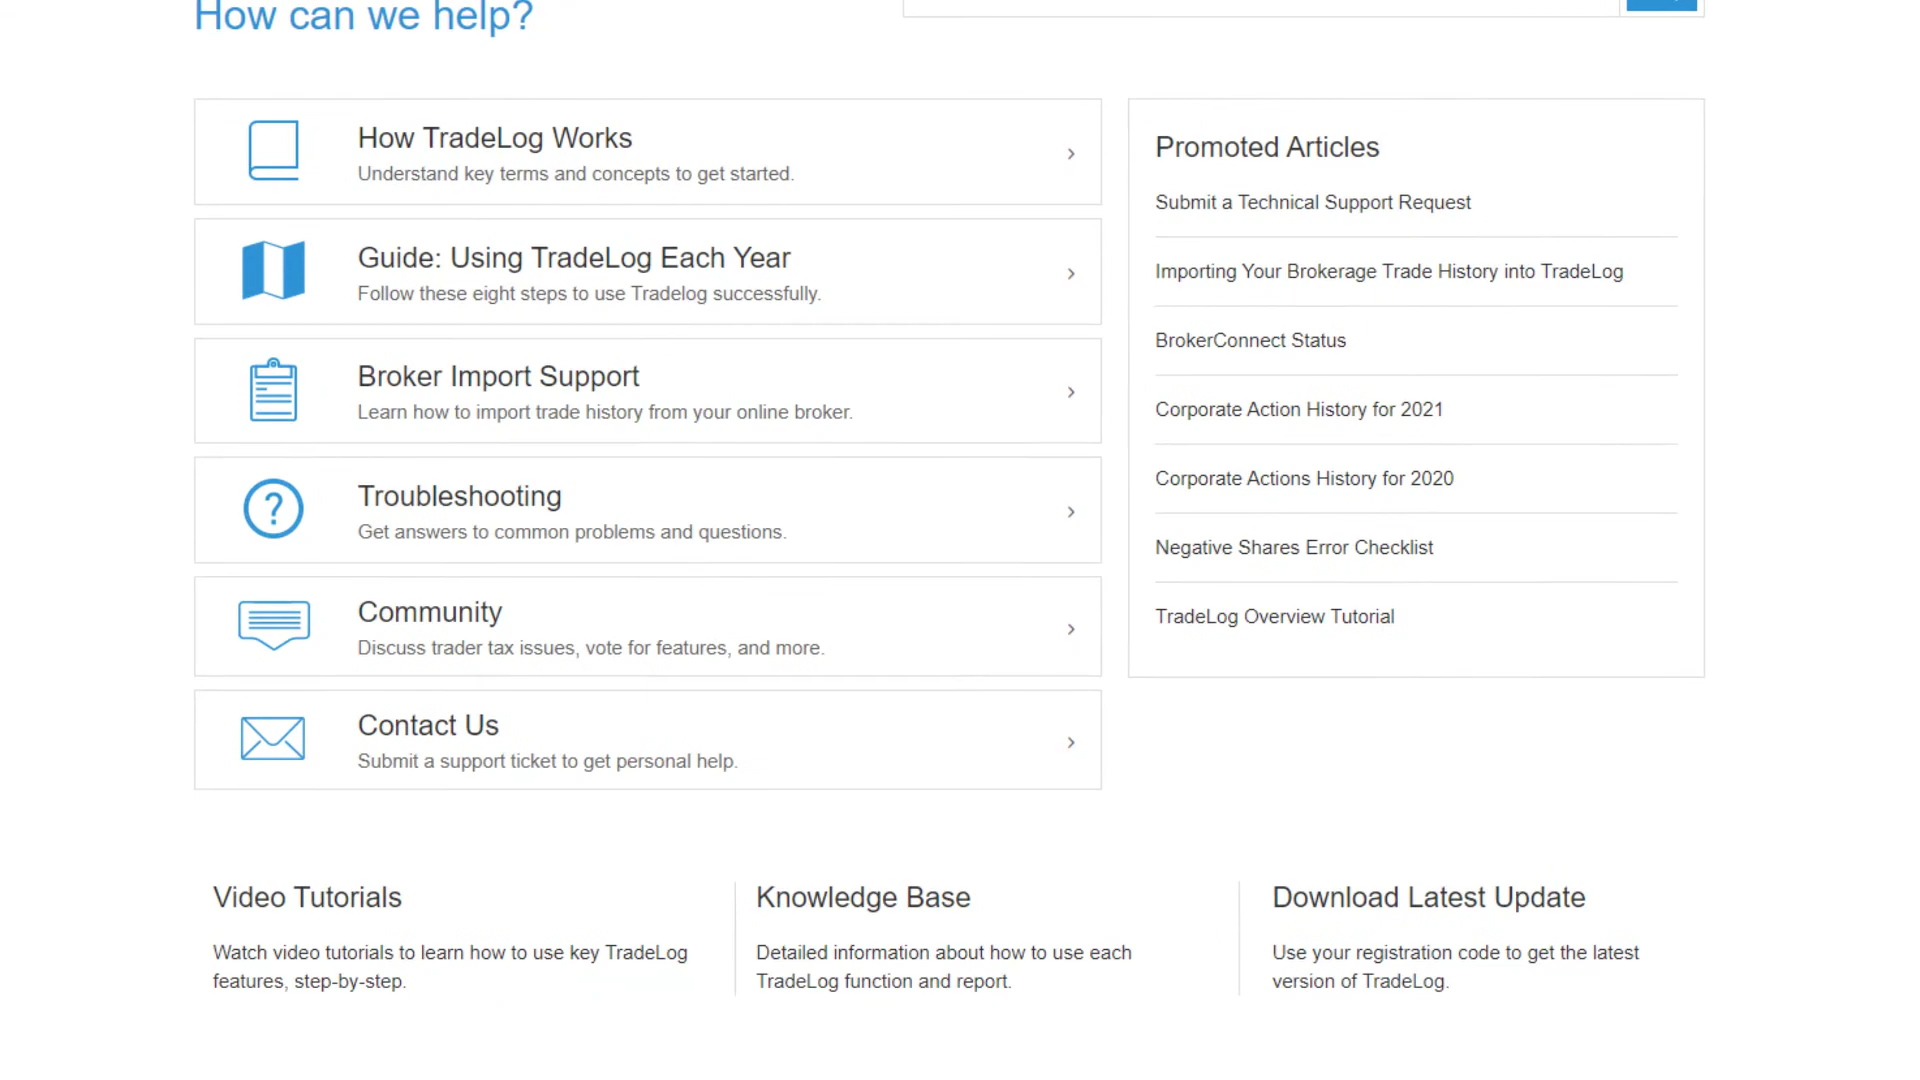 How can we help?
How TradeLog Works
Understand key terms and concepts to get started.
Guide: Using TradeLog Each Year
Follow these eight steps to use Tradelog successfully.
Broker Import Support
Learn how to import trade history from your online broker.
?
Troubleshooting
Get answers to common problems and questions.
Community
Discuss trader tax issues, vote for features, and more.
Contact Us
Submit a support ticket to get personal help.
Promoted Articles
Submit a Technical Support Request
Importing Your Brokerage Trade History into TradeLog
BrokerConnect Status
Corporate Action History for 2021
Corporate Actions History for 2020
Negative Shares Error Checklist
TradeLog Overview Tutorial
Video Tutorials
Watch video tutorials to learn how to use key TradeLog
features, step-by-step.
Knowledge Base
Detailed information about how to use each
TradeLog function and report.
Download Latest Update
Use your registration code to get the latest
version of TradeLog.